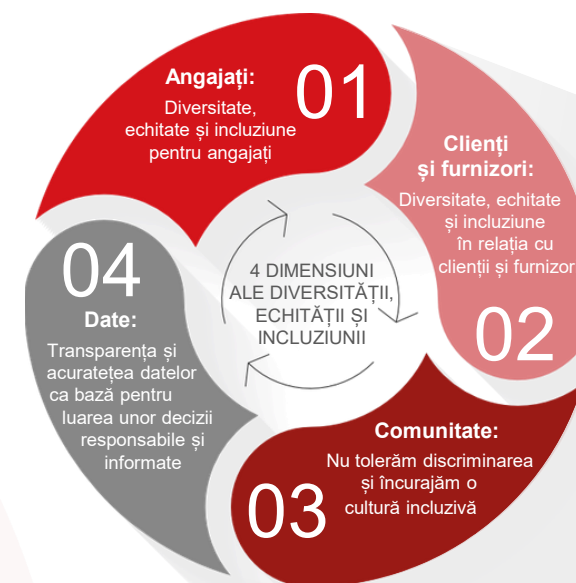 Angajați:
01
Diversitate,
echitate și incluziune
pentru angajați
Clienți
și furnizori:
Diversitate, echitate
și incluziune
în relația cu
clienții și furnizor
02
Comunitate:
Nu tolerăm discriminarea
și încurajăm o
cultură incluzivă
03
04
Date:
Transparența și
acuratețea datelor
ca bază pentru
luarea unor decizii
responsabile și
informate
4 DIMENSIUNI
ALE DIVERSITĂȚII,
ECHITĂȚII ȘI
INCLUZIUNII